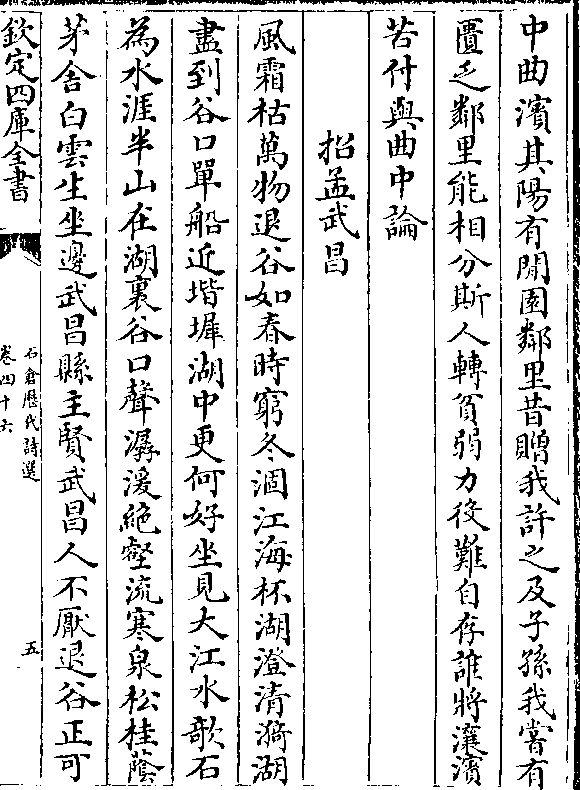 中曲濱其陽有閒園鄰里昔贈我許之及子孫我嘗有
匱乏鄰里能相分斯人轉貧弱力役難自存誰將瀼濱
苦付與曲中論
招孟武昌
風霜枯萬物退谷如春時窮冬涸江海杯湖澄清漪湖
盡到谷口單船近堦墀湖中更何好坐見大江水欹石
為水涯半山在湖裏谷口聲潺湲絕壑流寒泉松桂蔭
茅舍白雲生坐邊武昌縣主賢武昌人不厭退谷正可
欽定四庫全書
石倉歷代詩選
卷四十六
五